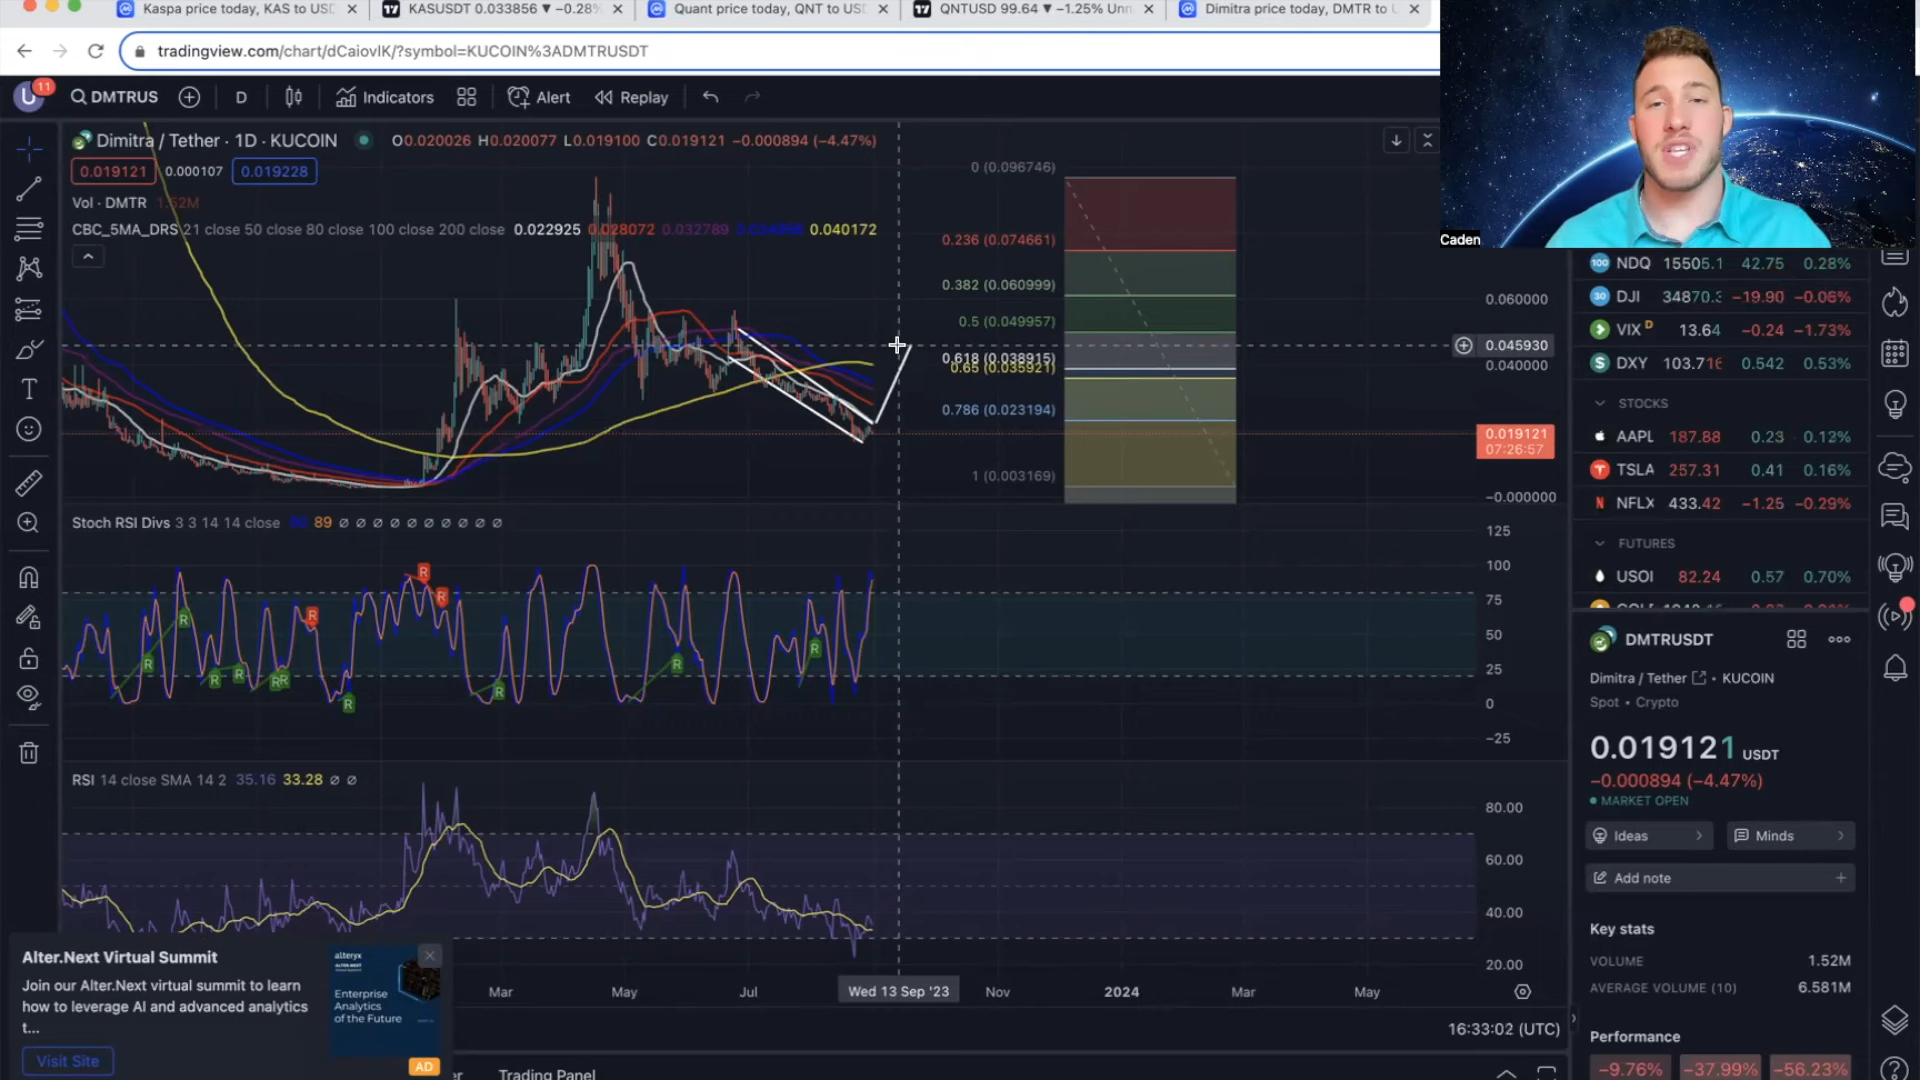 Kaspa price today, KAS to USD
KASUSDT 0.033856 ▼ −0.28%
Quant price today, QNT to US
QNTUSD 99.64 ▼ −1.25% Unn
Dimitra price today, DMTR to U
tradingview.com/chart/dCaiovIK/?symbol=KUCOIN%3ADMTRUSDT
U
11
DMTRUS
D
Indicators
Alert
Replay
Dimitra / Tether · 1D · KUCOIN
O0.020026 H0.020077 L0.019100 C0.019121 −0.000894 (−4.47%)
0.019121
0.000107
0.019228
Vol · DMTR 1.52M
CBC_5MA_DRS 21 close 50 close 80 close 100 close 200 close 0.022925 0.028072 0.032789 0.040172
0 (0.096746)
0.236 (0.074661)
0.382 (0.060999)
0.5 (0.049957)
0.618 (0.038915)
0.65 (0.035921)
0.786 (0.023194)
1 (0.003169)
0.060000
0.045930
0.040000
0.019121
07:26:57
−0.000000
Stoch RSI Divs 3 3 14 14 close 89
R
R
R
R
R
R
R
RR
R
R
R
R
125
100
75
50
25
0
−25
RSI 14 close SMA 14 2 35.16 33.28
80.00
60.00
40.00
20.00
Mar
May
Jul
Wed 13 Sep '23
Nov
2024
Mar
May
16:33:02 (UTC)
Trading Panel
Alter.Next Virtual Summit
Join our Alter.Next virtual summit to learn
how to leverage AI and advanced analytics
t...
Visit Site
alteryx
Enterprise
Analytics
of the Future
AD
Caden
100 NDQ 15505.1 42.75 0.28%
30 DJI 34870.3 −19.90 −0.06%
VIX D 13.64 −0.24 −1.73%
DXY 103.716 0.542 0.53%
STOCKS
AAPL 187.88 0.23 0.12%
TSLA 257.31 0.41 0.16%
NFLX 433.42 −1.25 −0.29%
FUTURES
USOI 82.24 0.57 0.70%
DMTRUSDT
Dimitra / Tether · KUCOIN
Spot • Crypto
0.019121 USDT
−0.000894 (−4.47%)
MARKET OPEN
Ideas
Minds
Add note
Key stats
VOLUME 1.52M
AVERAGE VOLUME (10) 6.581M
Performance
−9.76%
−37.99%
−56.23%